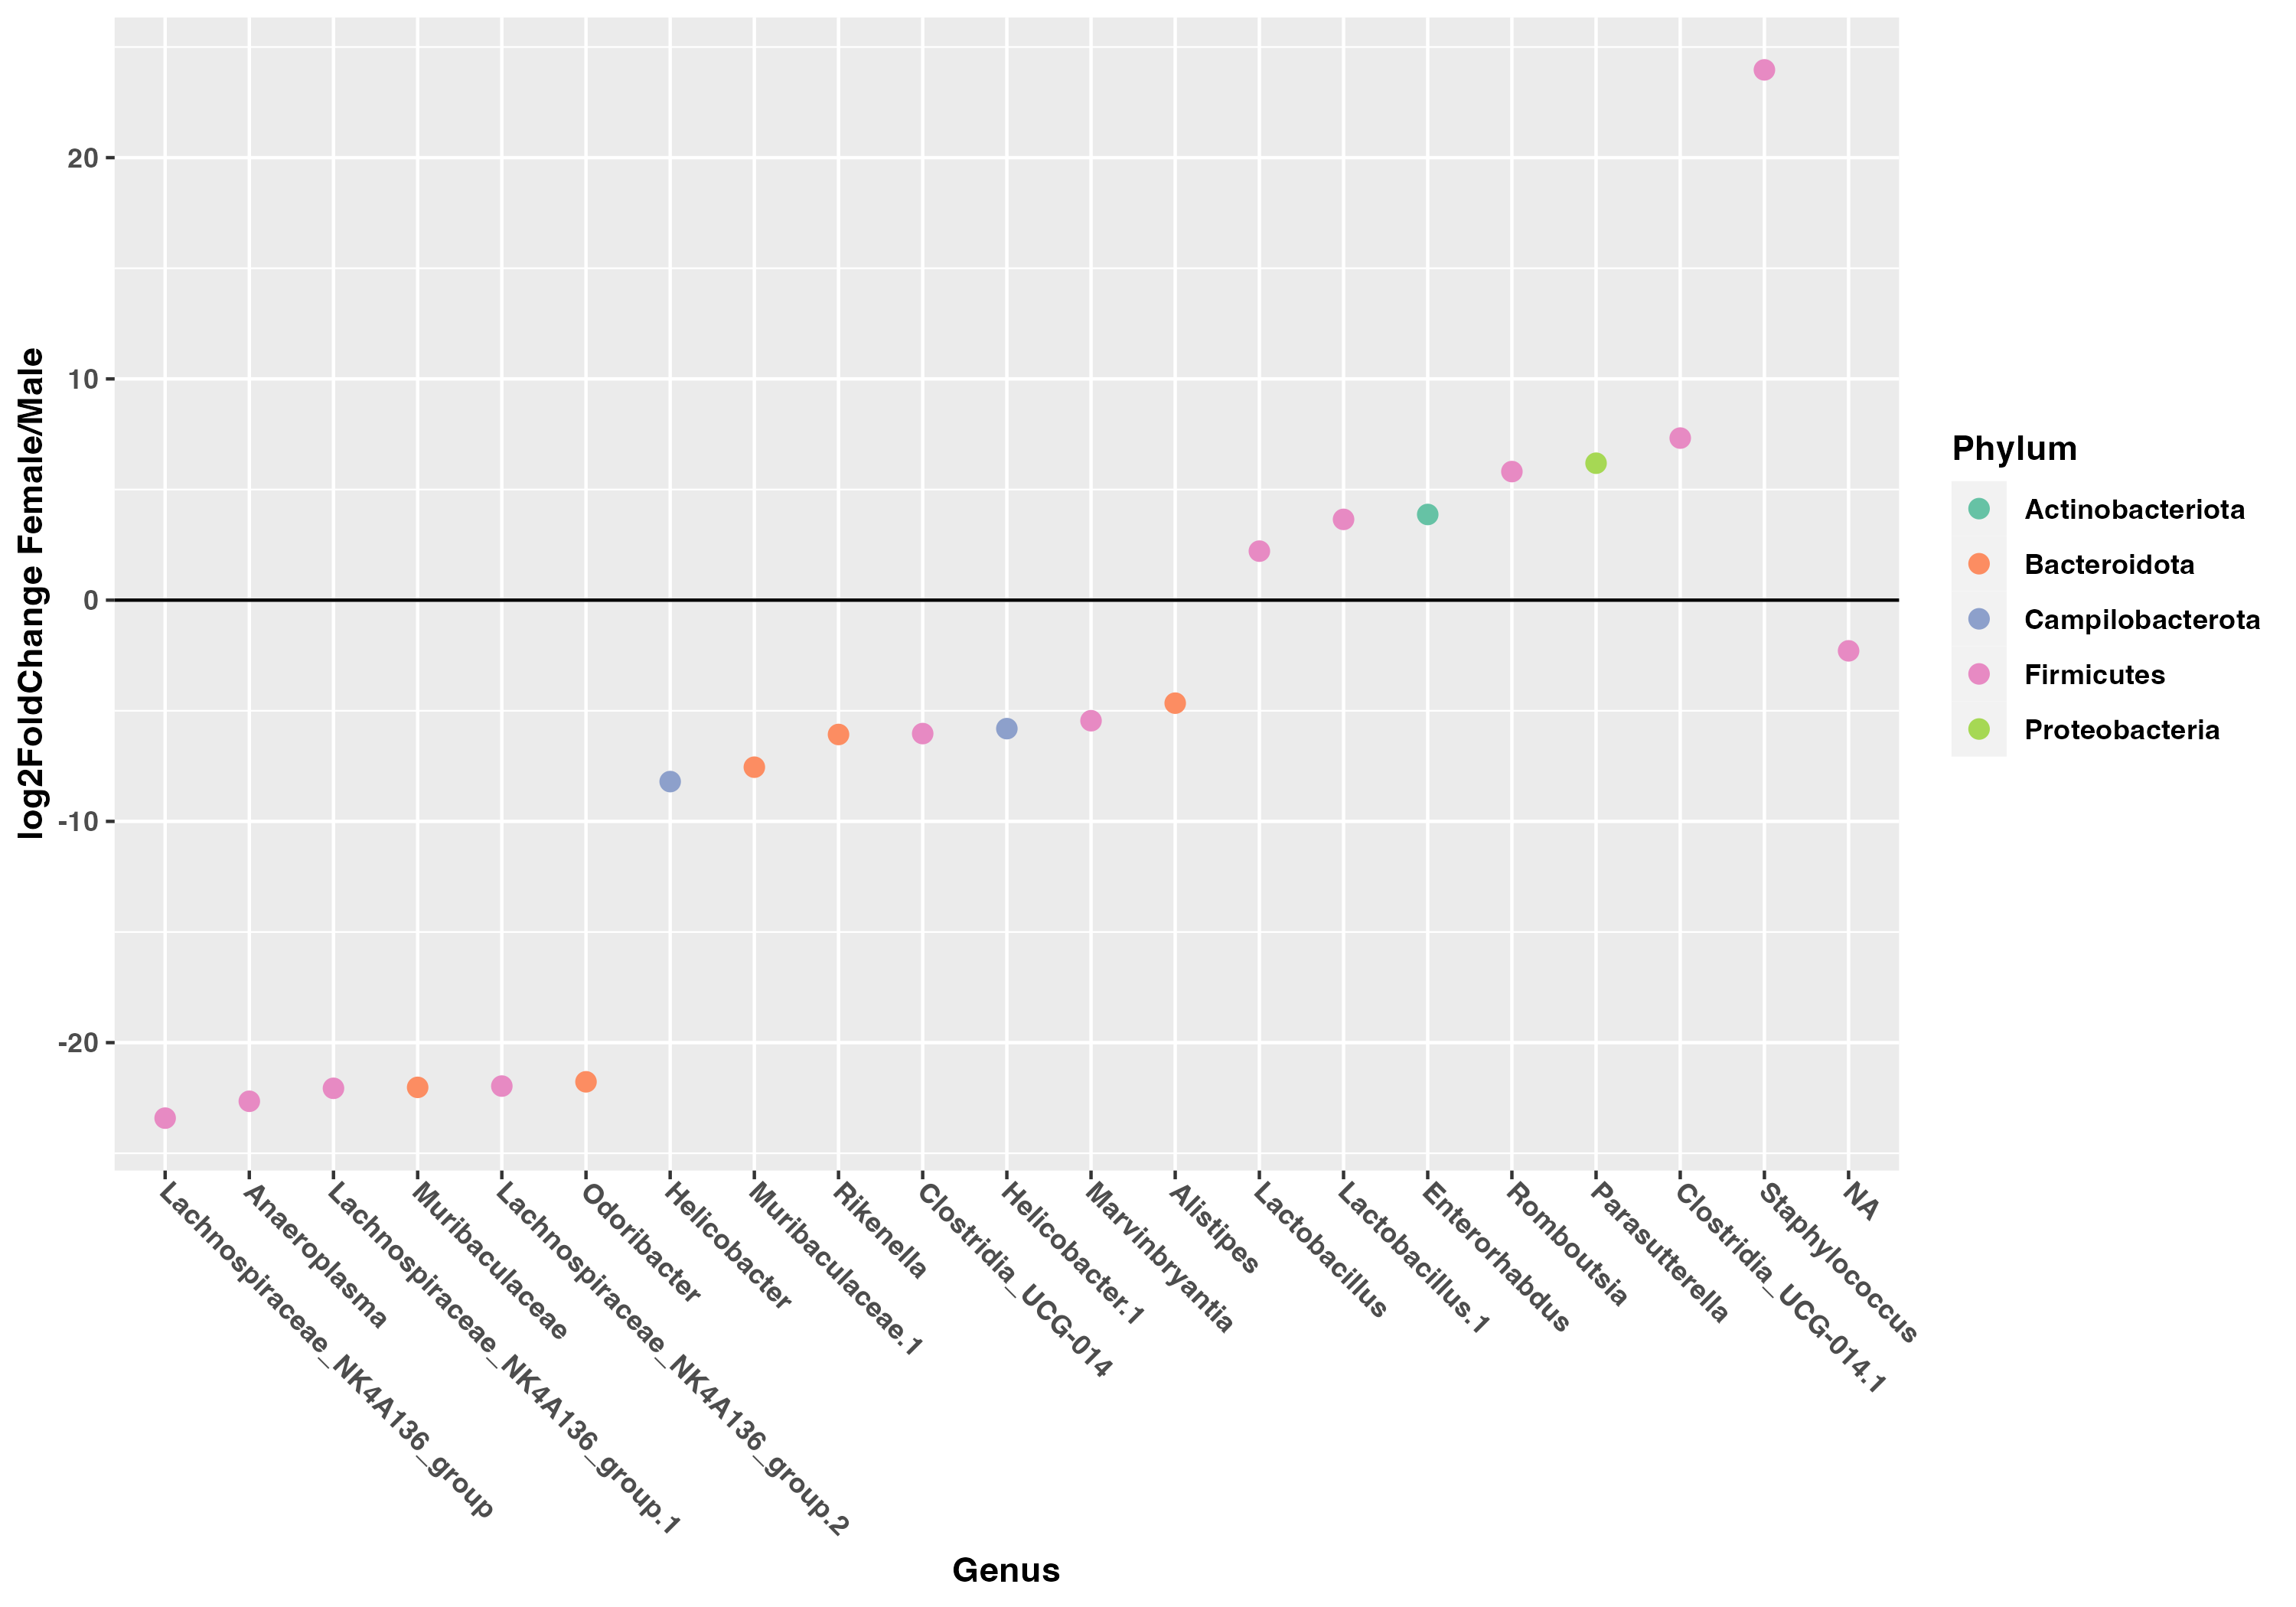 log2FoldChange Female/Male
20
10
0
-10
-20
Lachnospiraceae_NK4A136_group
Anaeroplasma
Lachnospiraceae_NK4A136_group.1
Muribaculaceae
Lachnospiraceae_NK4A136_group.2
Odoribacter
Helicobacter
Muribaculaceae.1
Rikenella
Clostridia_UCG-014
Helicobacter.1
Marvinbryantia
Alistipes
Lactobacillus
Lactobacillus.1
Enterorhabdus
Romboutsia
Parasutterella
Clostridia_UCG-014.1
Staphylococcus
NA
Genus
Phylum
Actinobacteriota
Bacteroidota
Campilobacterota
Firmicutes
Proteobacteria